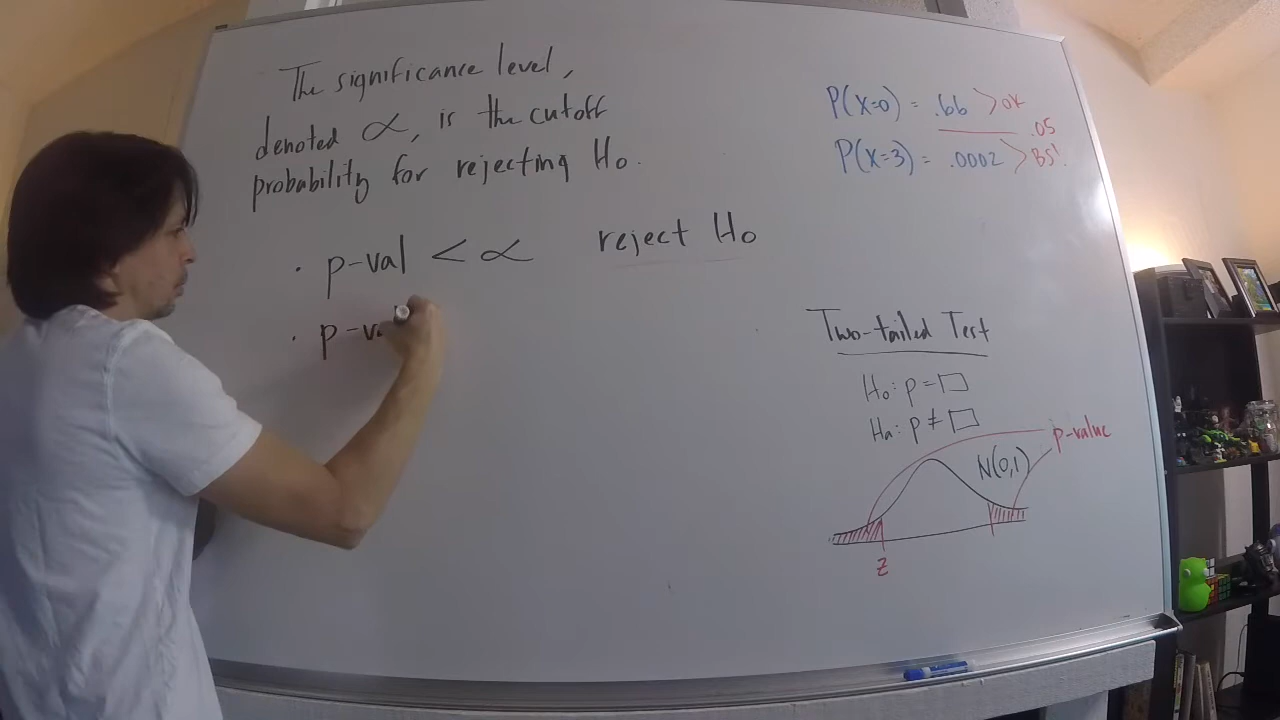 The significance level,
denoted α, is the cutoff
probability for rejecting H₀.
· p-val < α reject H₀
· p-va
P(X=0) = .66 > OK
.05
P(X=3) = .0002 > BS!
Two-tailed Test
H₀: p = □
Ha: p ≠ □
p-value
N(0,1)
z